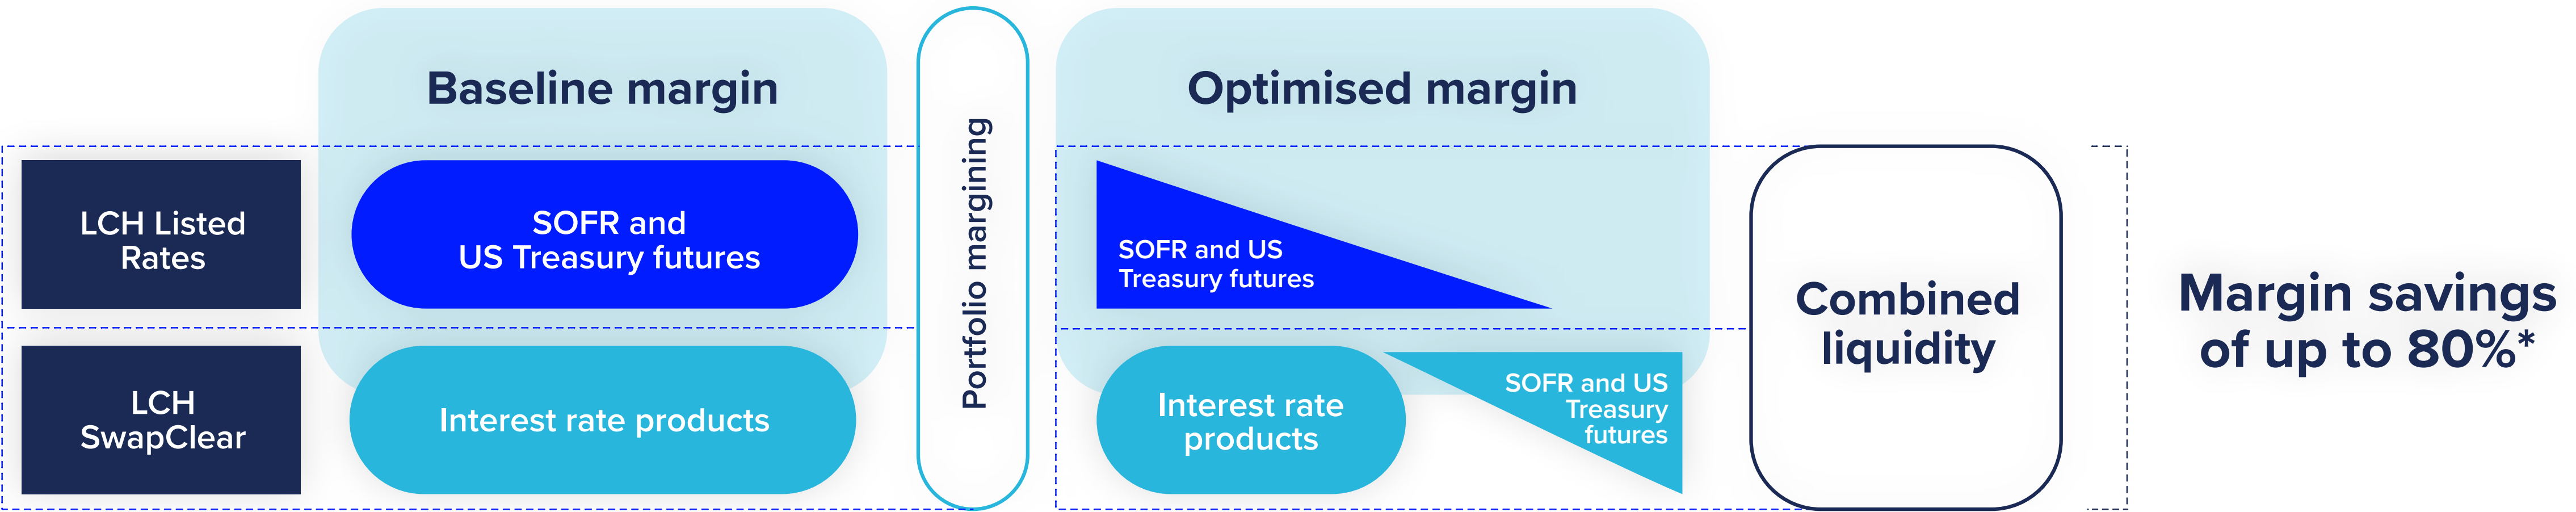 Baseline margin
Optimised margin
LCH Listed
Rates
SOFR and
US Treasury futures
Portfolio margining
SOFR and US
Treasury futures
LCH
SwapClear
Interest rate products
Interest rate
products
SOFR and US
Treasury
futures
Combined
liquidity
Margin savings
of up to 80%*